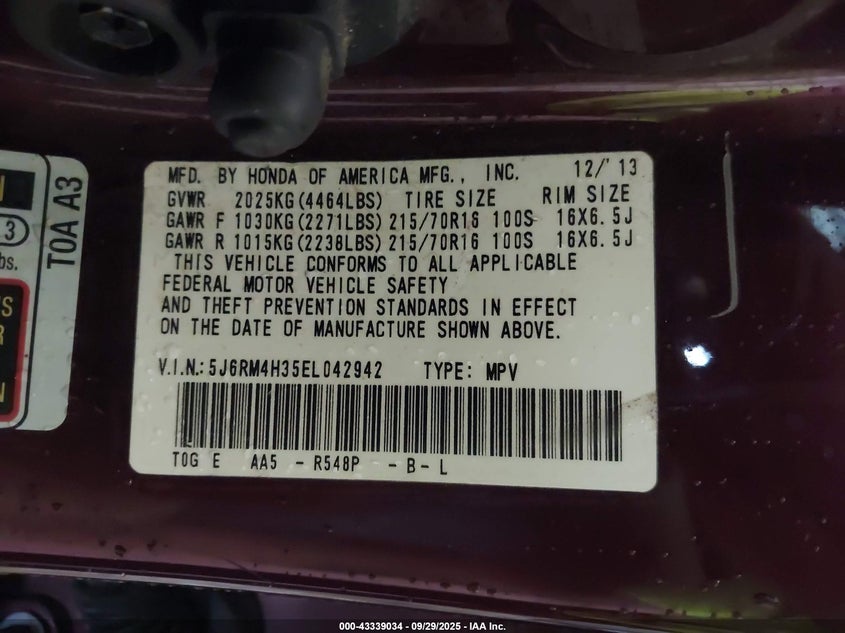 MFD. BY HONDA OF AMERICA MFG., INC. 12/'13
GVWR 2025KG(4464LBS) TIRE SIZE RIM SIZE
GAWR F 1030KG(2271LBS) 215/70R16 100S 16X6.5J
GAWR R 1015KG(2238LBS) 215/70R16 100S 16X6.5J
THIS VEHICLE CONFORMS TO ALL APPLICABLE
FEDERAL MOTOR VEHICLE SAFETY
AND THEFT PREVENTION STANDARDS IN EFFECT
ON THE DATE OF MANUFACTURE SHOWN ABOVE.
V.I.N.: 5J6RM4H35EL042942 TYPE: MPV
T0G E AA5 - R548P - B - L
T0A A3
3
bs.
000-43339034 - 09/29/2025 - IAA Inc.